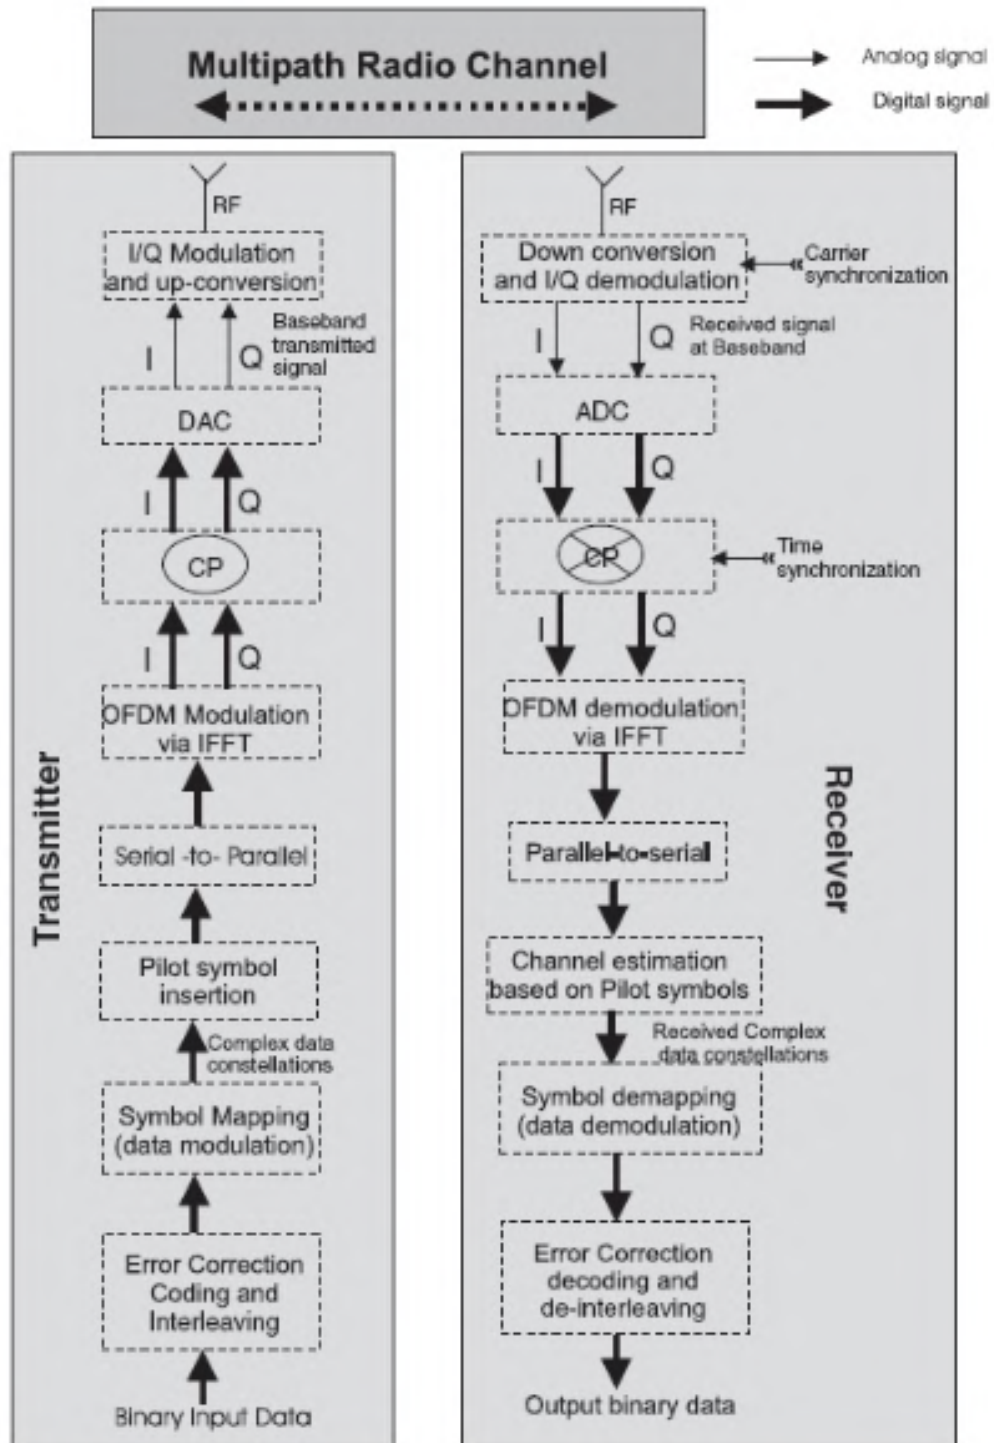 Multipath Radio Channel
Analog signal
Digital signal
Transmitter
RF
I/Q Modulation
and up-conversion
I
Q
Baseband
transmitted
signal
DAC
I
Q
CP
I
Q
OFDM Modulation
via IFFT
Serial -to- Parallel
Pilot symbol
insertion
Complex data
constellations
Symbol Mapping
(data modulation)
Error Correction
Coding and
Interleaving
Binary Input Data
Receiver
RF
Down conversion
and I/Q demodulation
Carrier
synchronization
I
Q
Received signal
at Baseband
ADC
I
Q
CP
Time
synchronization
I
Q
OFDM demodulation
via IFFT
Parallel-to-serial
Channel estimation
based on Pilot symbols
Received Complex
data constellations
Symbol demapping
(data demodulation)
Error Correction
decoding and
de-interleaving
Output binary data